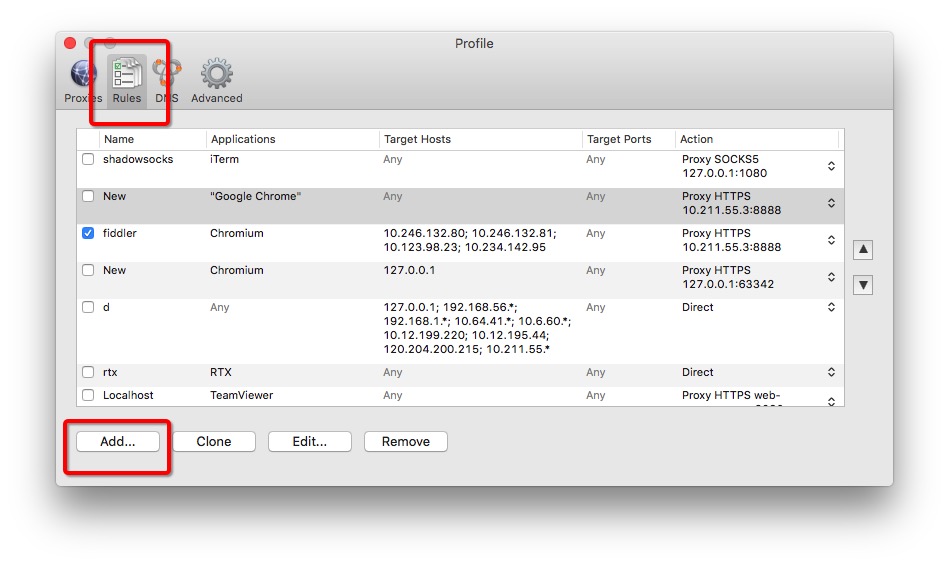 Profile
Proxies Rules DNS Advanced
Name Applications Target Hosts Target Ports Action
shadowsocks iTerm Any Any Proxy SOCKS5
127.0.0.1:1080
New "Google Chrome" Any Any Proxy HTTPS
10.211.55.3:8888
fiddler Chromium 10.246.132.80; 10.246.132.81; Any Proxy HTTPS
10.123.98.23; 10.234.142.95 10.211.55.3:8888
New Chromium 127.0.0.1 Any Proxy HTTPS
127.0.0.1:63342
d Any 127.0.0.1; 192.168.56.*; Any Direct
192.168.1.*; 10.64.41.*; 10.6.60.*;
10.12.199.220; 10.12.195.44;
120.204.200.215; 10.211.55.*
rtx RTX Any Any Direct
Localhost TeamViewer Any Any Proxy HTTPS web-
Add... Clone Edit... Remove